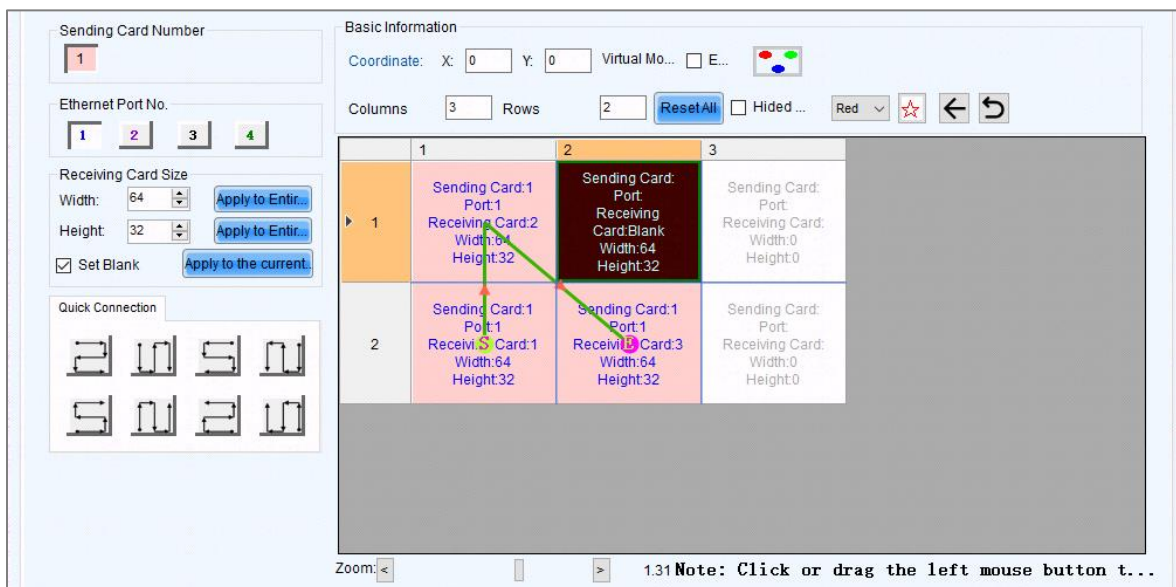 Sending Card Number
1
Ethernet Port No.
1 2 3 4
Receiving Card Size
Width: 64 Apply to Entir...
Height: 32 Apply to Entir...
Set Blank Apply to the current..
Quick Connection
Basic Information
Coordinate: X: 0 Y: 0 Virtual Mo... E...
Columns 3 Rows 2 Reset All Hided ... Red
1 2 3
1
Sending Card:1
Port:1
Receiving Card:2
Width:64
Height:32
Sending Card:
Port:
Receiving
Card:Blank
Width:64
Height:32
Sending Card:
Port:
Receiving Card:
Width:0
Height:0
2
Sending Card:1
Port:1
Receivi S Card:1
Width:64
Height:32
Sending Card:1
Port:1
Receivi E Card:3
Width:64
Height:32
Sending Card:
Port:
Receiving Card:
Width:0
Height:0
Zoom: < > 1.31 Note: Click or drag the left mouse button t...